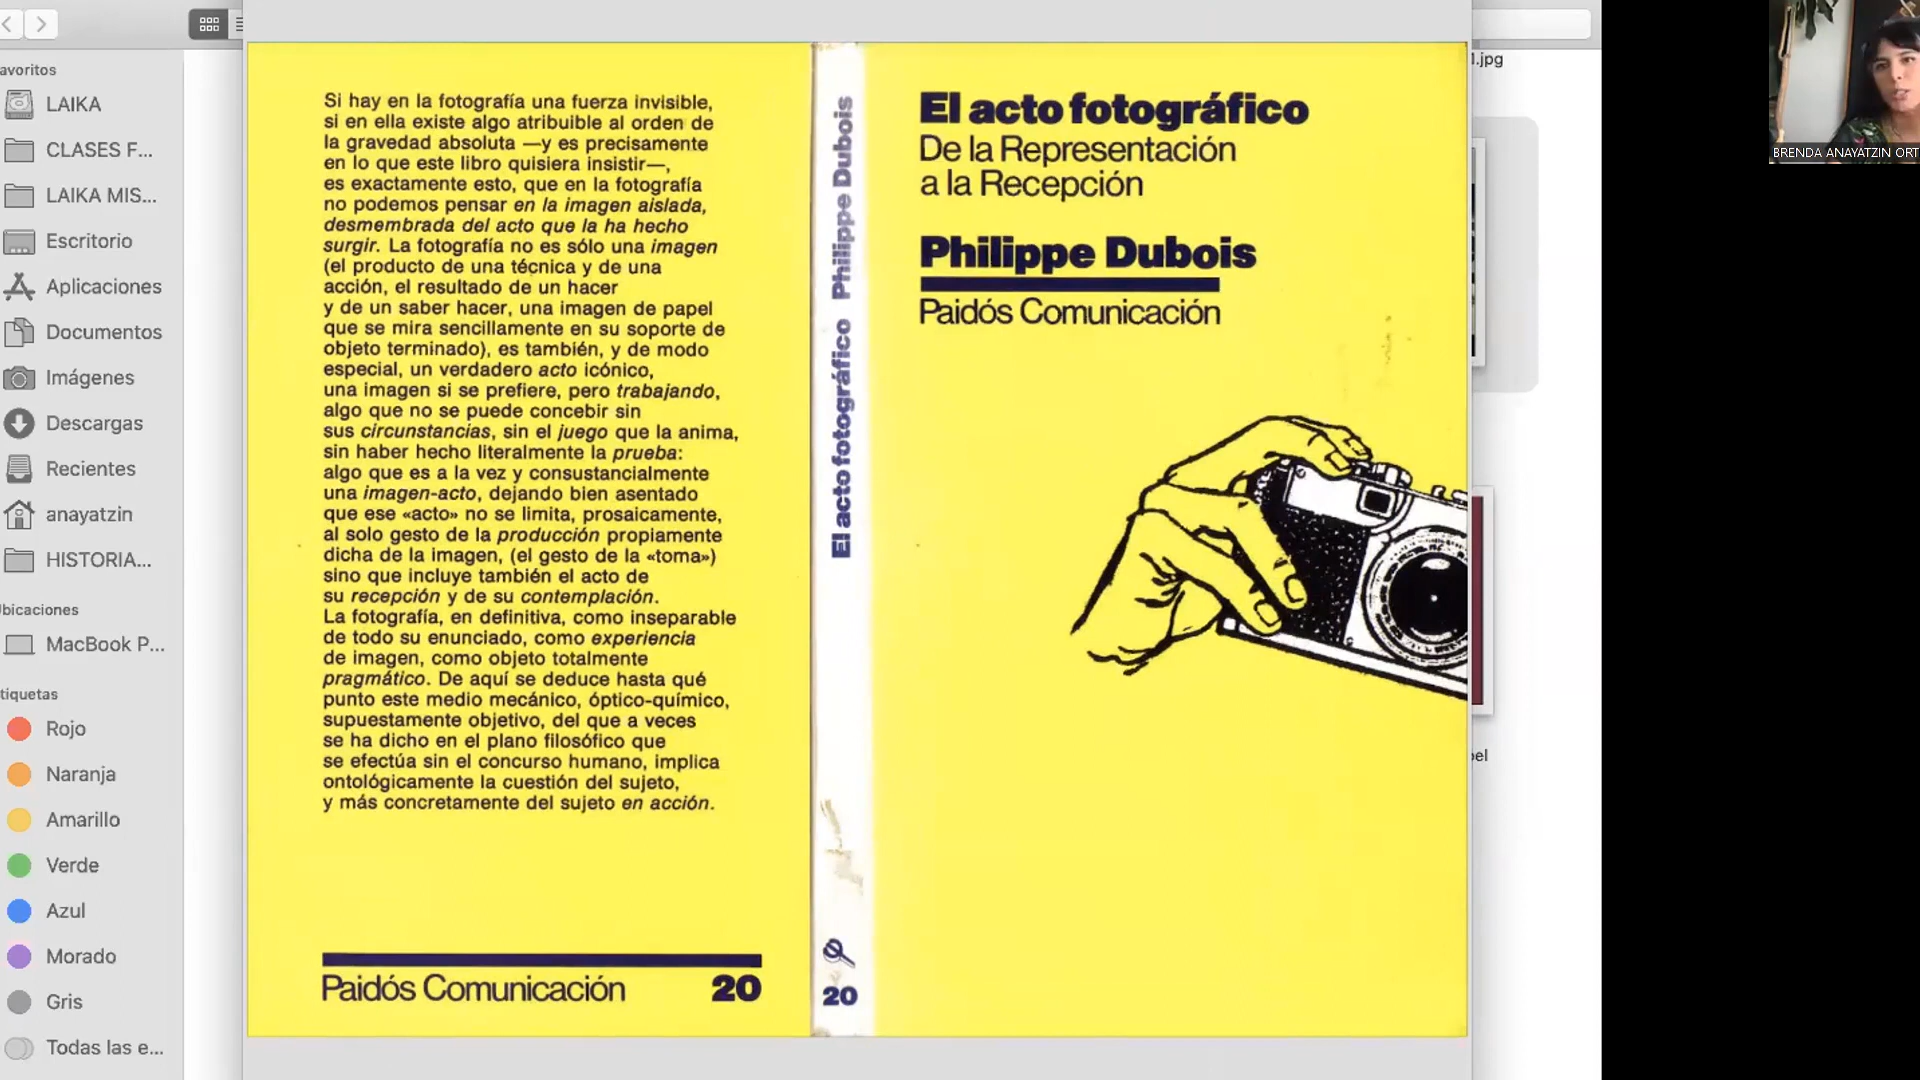 avoritos
LAIKA
CLASES F...
LAIKA MIS...
Escritorio
Aplicaciones
Documentos
Imágenes
Descargas
Recientes
anayatzin
HISTORIA...
bicaciones
MacBook P...
tiquetas
Rojo
Naranja
Amarillo
Verde
Azul
Morado
Gris
Todas las e...
Si hay en la fotografía una fuerza invisible,
si en ella existe algo atribuible al orden de
la gravedad absoluta —y es precisamente
en lo que este libro quisiera insistir—,
es exactamente esto, que en la fotografía
no podemos pensar en la imagen aislada,
desmembrada del acto que la ha hecho
surgir. La fotografía no es sólo una imagen
(el producto de una técnica y de una
acción, el resultado de un hacer
y de un saber hacer, una imagen de papel
que se mira sencillamente en su soporte de
objeto terminado), es también, y de modo
especial, un verdadero acto icónico,
una imagen si se prefiere, pero trabajando,
algo que no se puede concebir sin
sus circunstancias, sin el juego que la anima,
sin haber hecho literalmente la prueba:
algo que es a la vez y consustancialmente
una imagen-acto, dejando bien asentado
que ese «acto» no se limita, prosaicamente,
al solo gesto de la producción propiamente
dicha de la imagen, (el gesto de la «toma»)
sino que incluye también el acto de
su recepción y de su contemplación.
La fotografía, en definitiva, como inseparable
de todo su enunciado, como experiencia
de imagen, como objeto totalmente
pragmático. De aquí se deduce hasta qué
punto este medio mecánico, óptico-químico,
supuestamente objetivo, del que a veces
se ha dicho en el plano filosófico que
se efectúa sin el concurso humano, implica
ontológicamente la cuestión del sujeto,
y más concretamente del sujeto en acción.
Paidós Comunicación 20
El acto fotográfico Philippe Dubois
20
El acto fotográfico
De la Representación
a la Recepción
Philippe Dubois
Paidós Comunicación
.jpg
BRENDA ANAYATZIN ORT